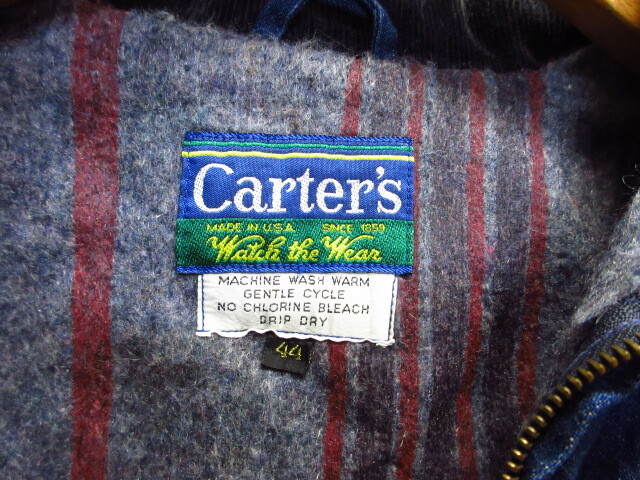 Carter's
MADE IN U.S.A. SINCE 1859
Watch the Wear
MACHINE WASH WARM
GENTLE CYCLE
NO CHLORINE BLEACH
DRIP DRY
44